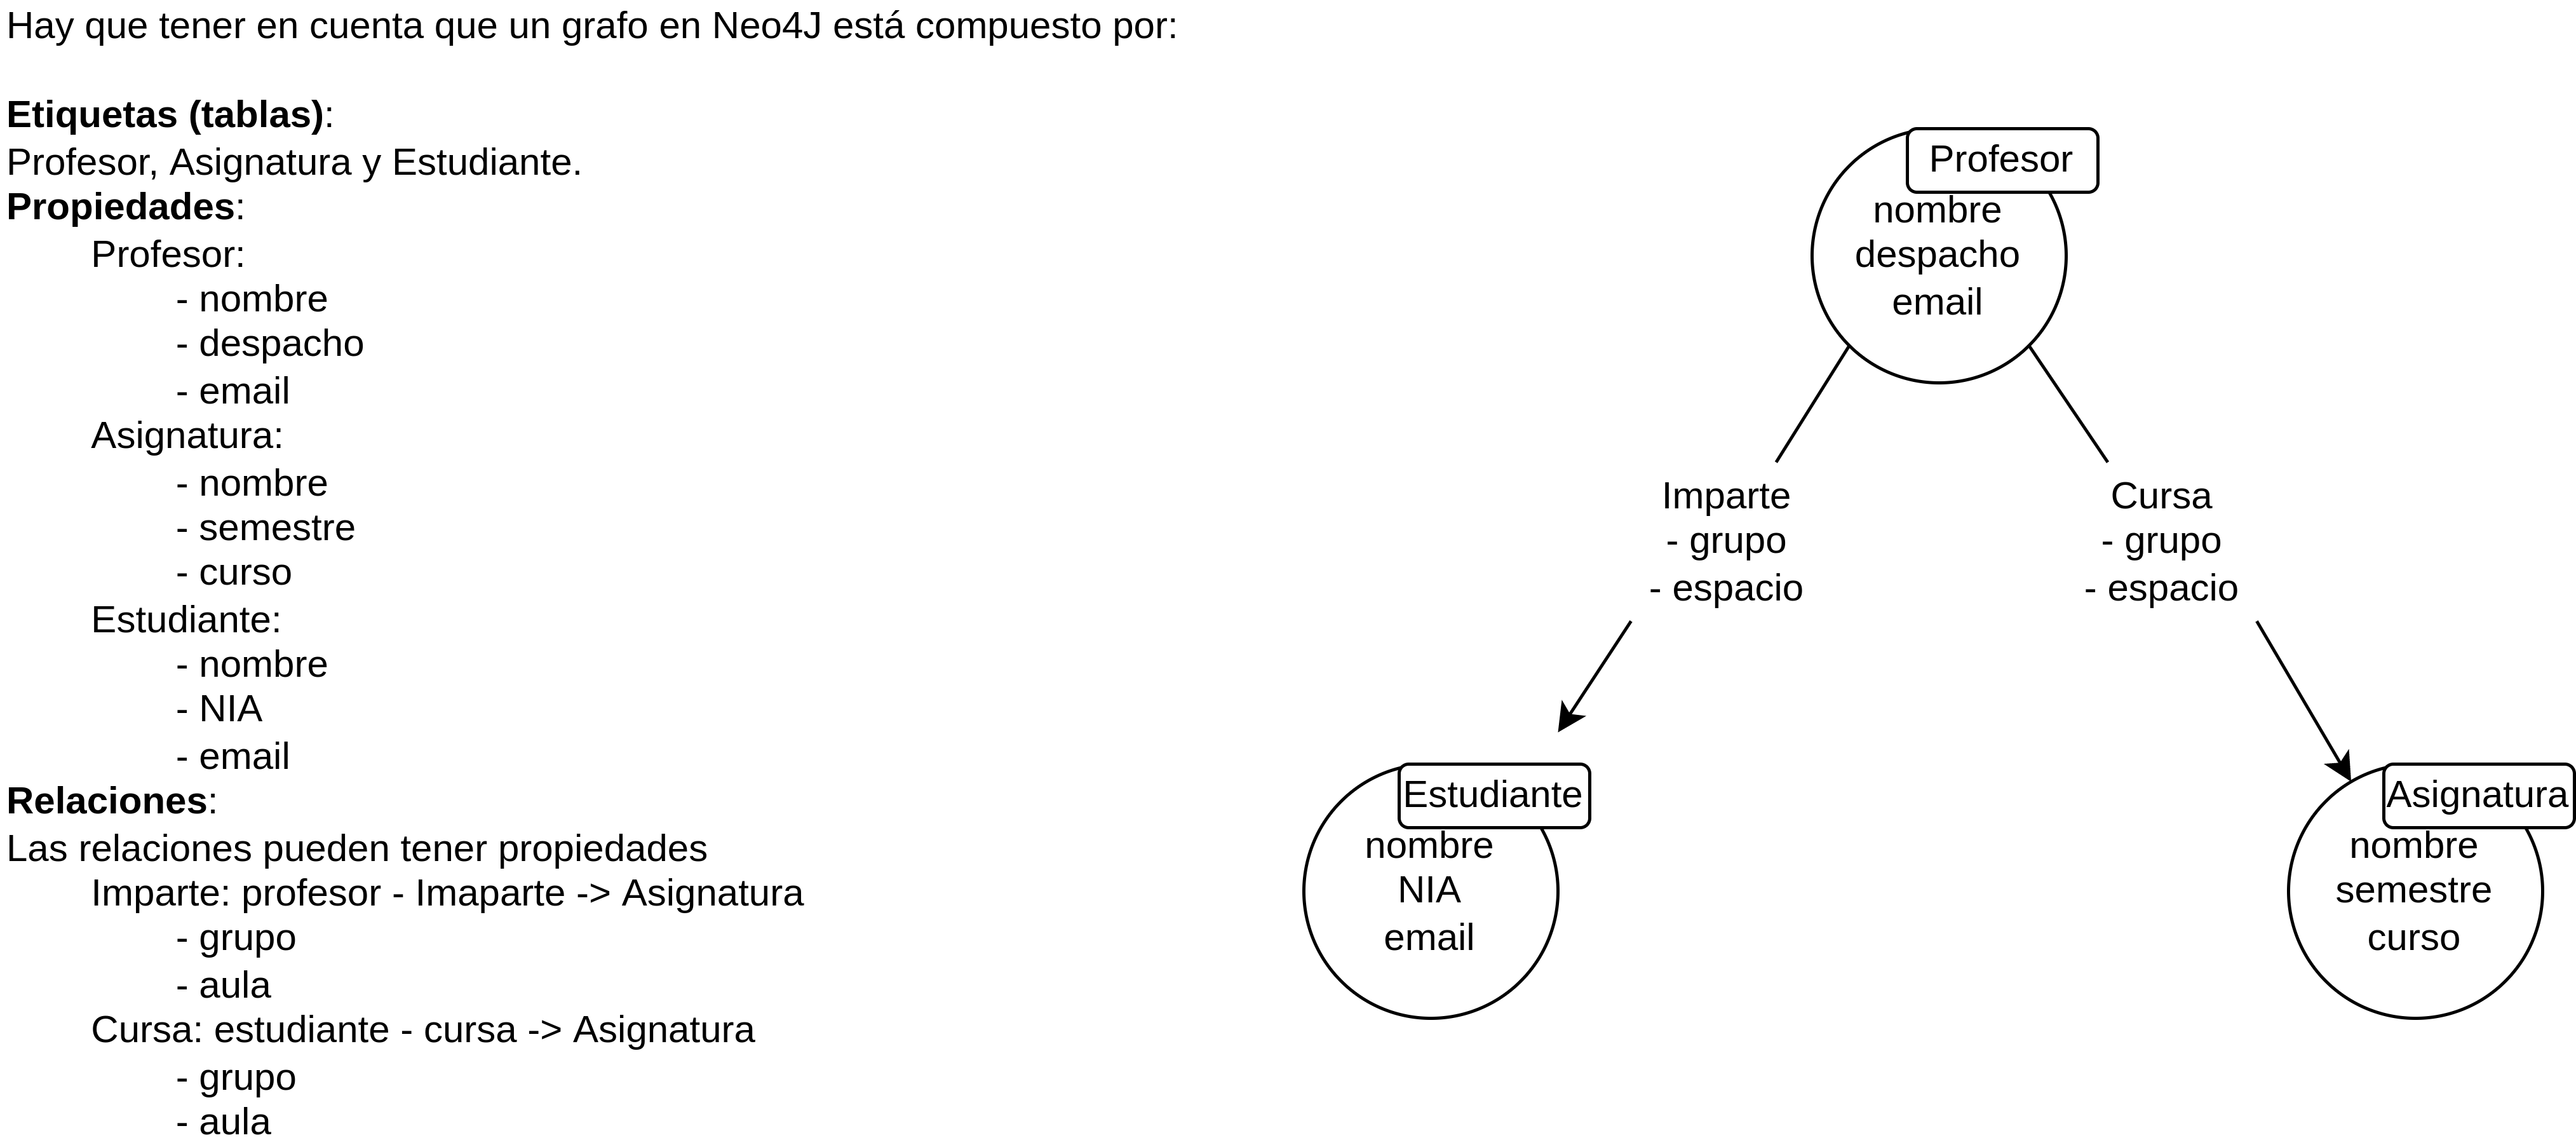 Hay que tener en cuenta que un grafo en Neo4J está compuesto por:
Etiquetas (tablas):
Profesor, Asignatura y Estudiante.
Propiedades:
Profesor:
- nombre
- despacho
- email
Asignatura:
- nombre
- semestre
- curso
Estudiante:
- nombre
- NIA
- email
Relaciones:
Las relaciones pueden tener propiedades
Imparte: profesor - Imaparte -> Asignatura
- grupo
- aula
Cursa: estudiante - cursa -> Asignatura
- grupo
- aula
Profesor
nombre
despacho
email
Imparte
- grupo
- espacio
Cursa
- grupo
- espacio
Estudiante
nombre
NIA
email
Asignatura
nombre
semestre
curso